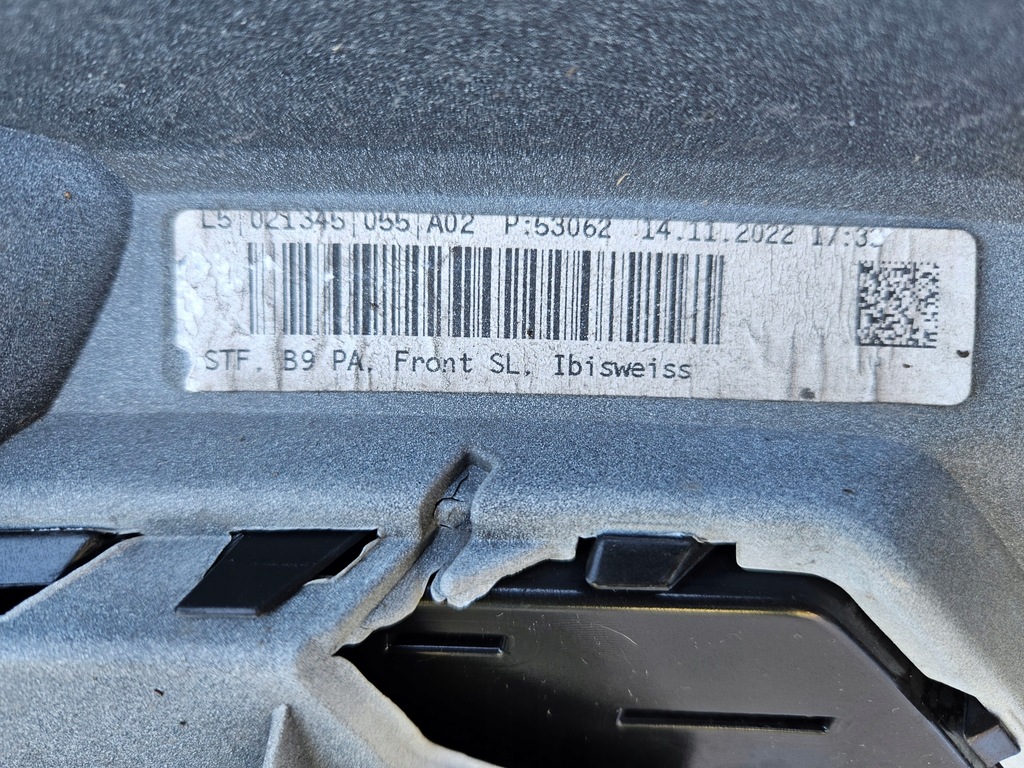 L5|021345|055|A02 P:53062 14.11.2022 17:33
STF. B9 PA, Front SL, Ibisweiss